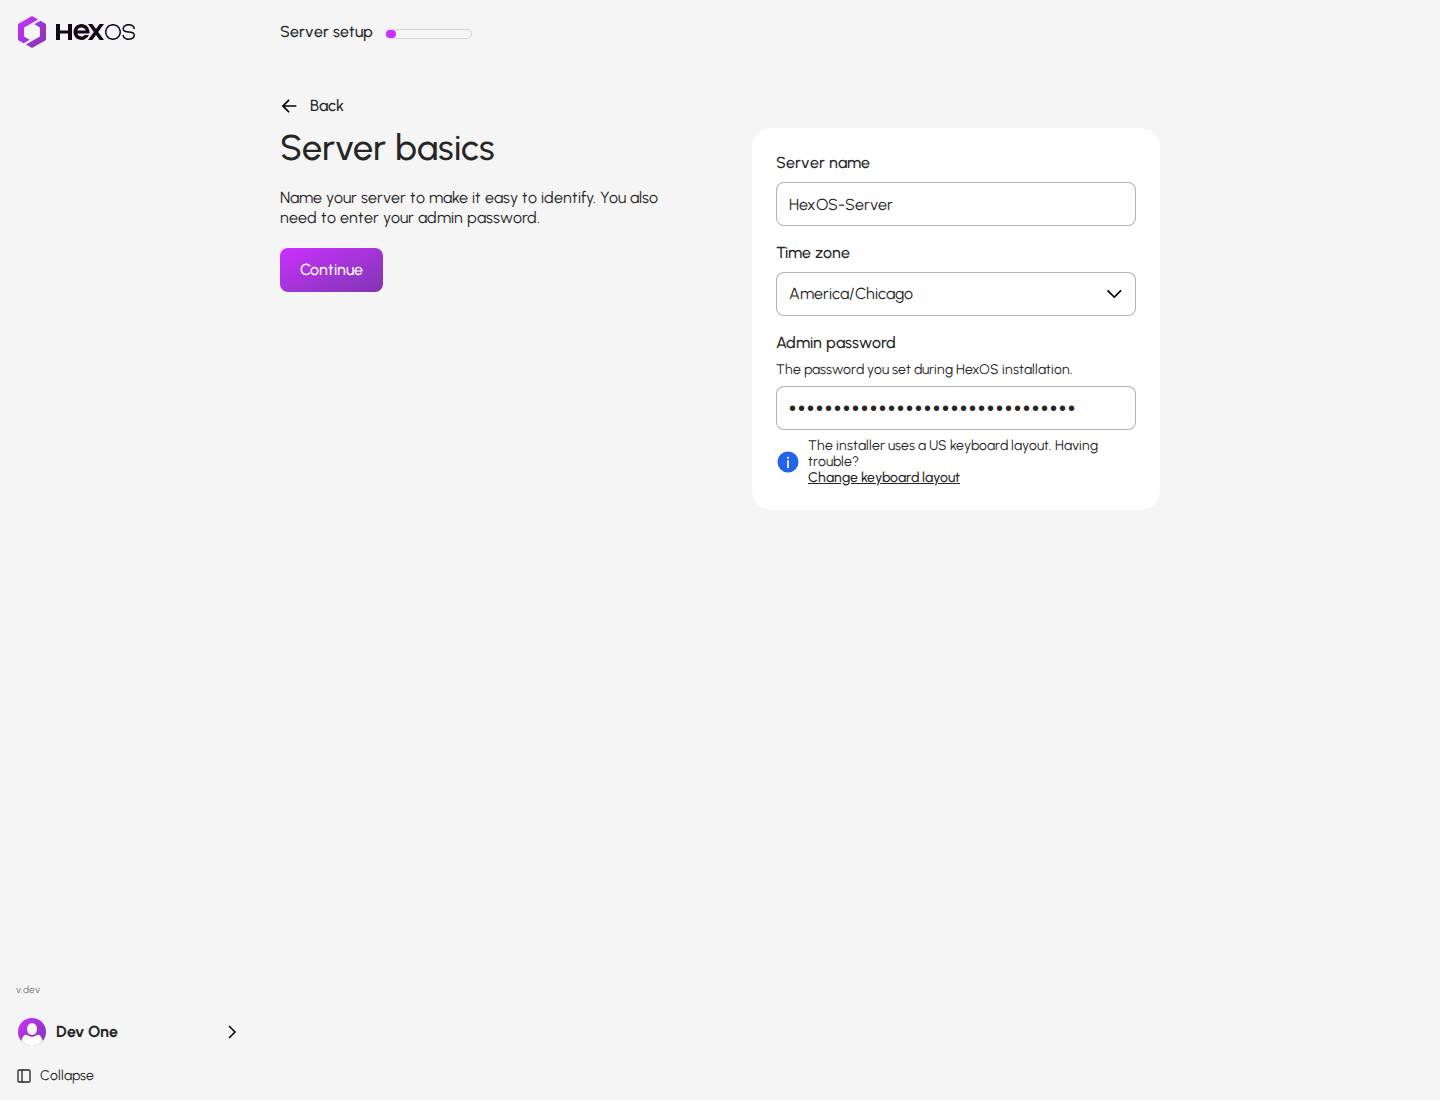 HexOS
Server setup
Back
Server basics
Name your server to make it easy to identify. You also
need to enter your admin password.
Continue
Server name
HexOS-Server
Time zone
America/Chicago
Admin password
The password you set during HexOS installation.
••••••••••••••••••••••••••••••••
The installer uses a US keyboard layout. Having
trouble?
Change keyboard layout
v.dev
Dev One
Collapse